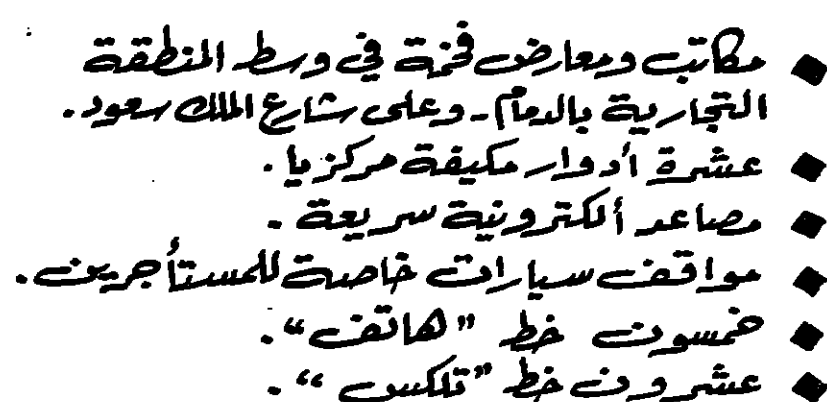 ◆ مكاتب ومعارض فخمة في وسط المنطقة
التجارية بالدمام - وعلى شارع الملك سعود.
◆ عشرة أدوار مكيفة مركزيا.
◆ مصاعد ألكترونية سريعة.
◆ مواقف سيارات خاصة للمستأجرين.
◆ خمسون خط "هاتف".
◆ عشرون خط "تلكس".